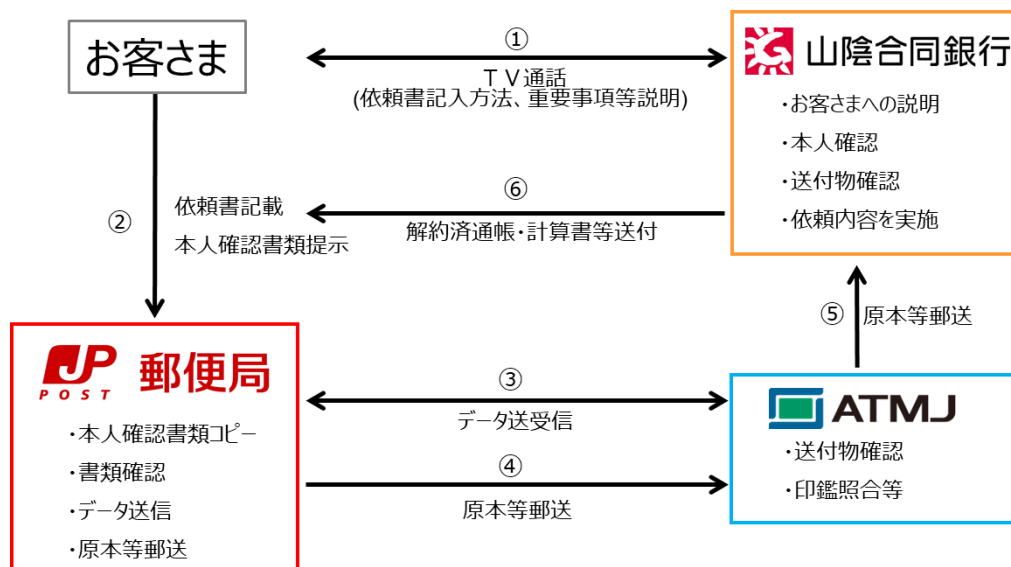 お客さま
①
TV通話
(依頼書記入方法、重要事項等説明)
山陰合同銀行
・お客さまへの説明
・本人確認
・送付物確認
・依頼内容を実施
②
依頼書記載
本人確認書類提示
⑥
解約済通帳・計算書等送付
⑤
原本等郵送
JP
POST
郵便局
・本人確認書類コピー
・書類確認
・データ送信
・原本等郵送
③
データ送受信
④
原本等郵送
ATMJ
・送付物確認
・印鑑照合等